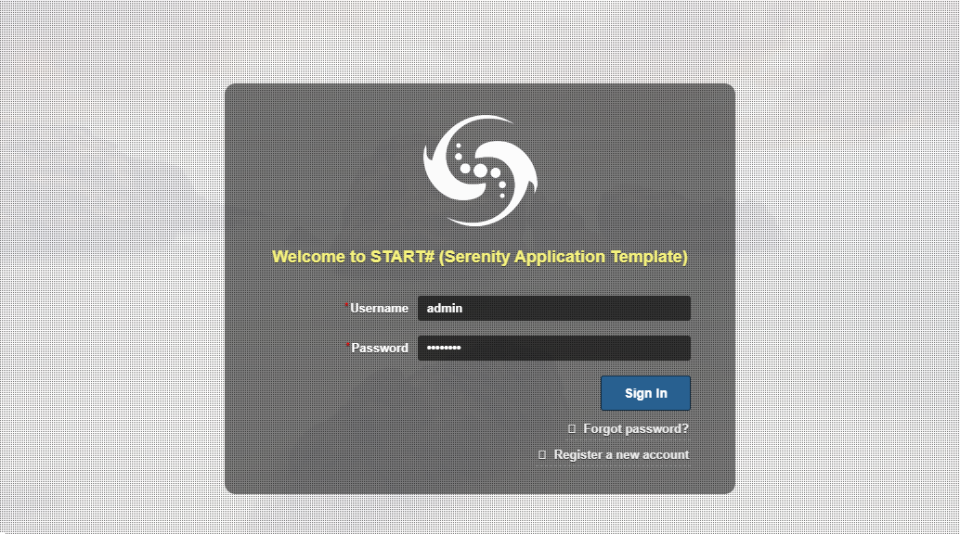 Welcome to START# (Serenity Application Template)
*Username admin
*Password ••••••••
Sign In
Forgot password?
Register a new account